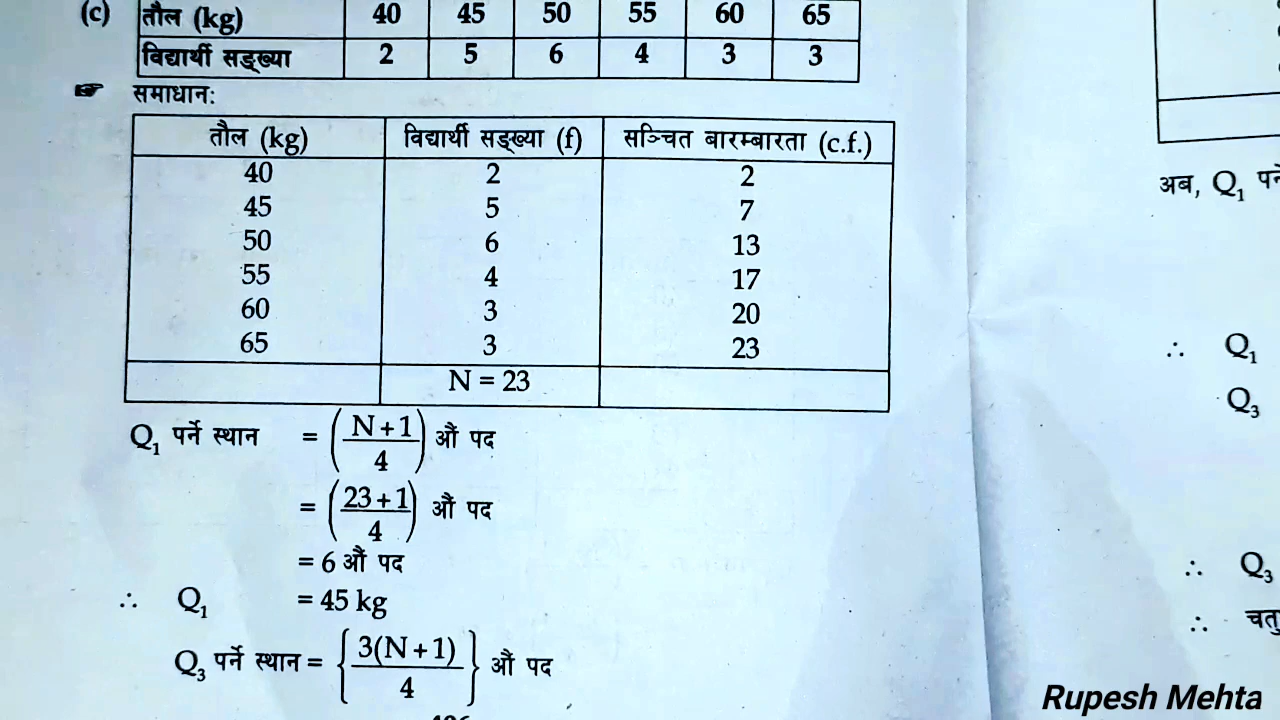 (c) तौल (kg) 40 45 50 55 60 65
विद्यार्थी सङ्ख्या 2 5 6 4 3 3
☞ समाधान:
तौल (kg) विद्यार्थी सङ्ख्या (f) सञ्चित बारम्बारता (c.f.)
40 2 2
45 5 7
50 6 13
55 4 17
60 3 20
65 3 23
N = 23
Q₁ पर्ने स्थान = (N+1/4) औं पद
= (23+1/4) औं पद
= 6 औं पद
∴ Q₁ = 45 kg
Q₃ पर्ने स्थान = {3(N+1)/4} औं पद
अब, Q₁
∴ Q₁
Q₃
∴ Q₃
∴
Rupesh Mehta